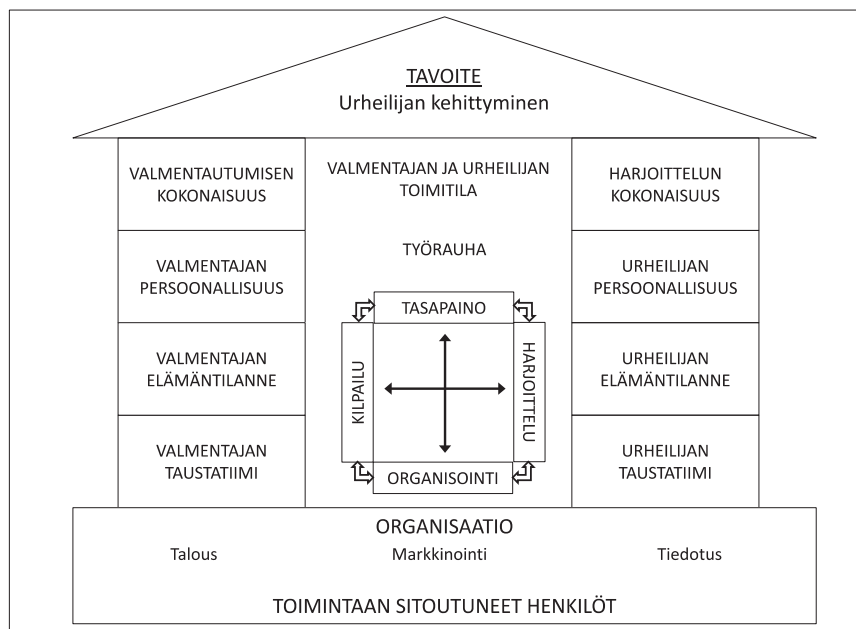 TAVOITE
Urheilijan kehittyminen
VALMENTAUTUMISEN
KOKONAISUUS
VALMENTAJAN
PERSOONALLISUUS
VALMENTAJAN
ELÄMÄNTILANNE
VALMENTAJAN
TAUSTATIIMI
VALMENTAJAN JA URHEILIJAN
TOIMITILA
TYÖRAUHA
TASAPAINO
KILPAILU
HARJOITTELU
ORGANISOINTI
HARJOITTELUN
KOKONAISUUS
URHEILIJAN
PERSOONALLISUUS
URHEILIJAN
ELÄMÄNTILANNE
URHEILIJAN
TAUSTATIIMI
ORGANISAATIO
Talous Markkinointi Tiedotus
TOIMINTAAN SITOUTUNEET HENKILÖT